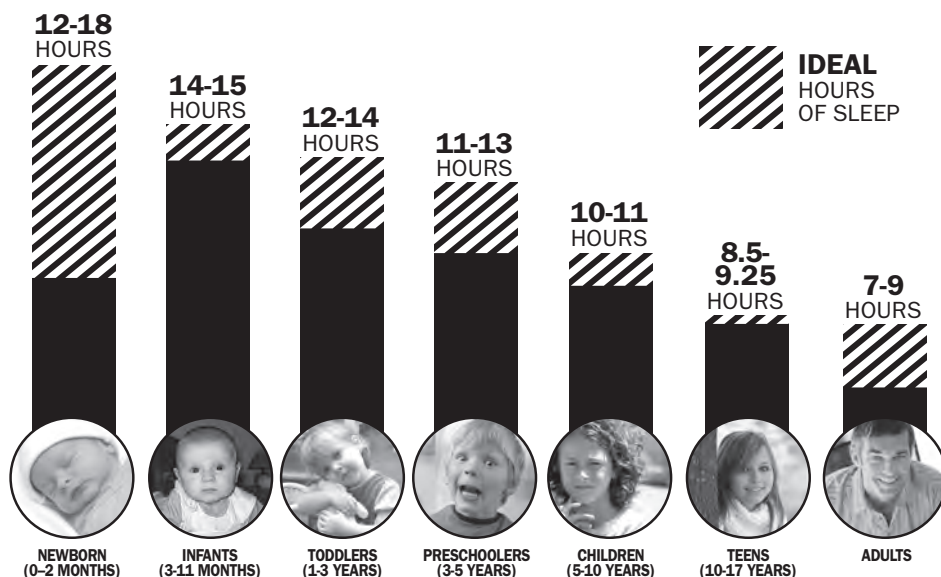 12-18
HOURS
14-15
HOURS
12-14
HOURS
11-13
HOURS
10-11
HOURS
8.5-
9.25
HOURS
7-9
HOURS
IDEAL
HOURS
OF SLEEP
NEWBORN
(0–2 MONTHS)
INFANTS
(3-11 MONTHS)
TODDLERS
(1-3 YEARS)
PRESCHOOLERS
(3-5 YEARS)
CHILDREN
(5-10 YEARS)
TEENS
(10-17 YEARS)
ADULTS